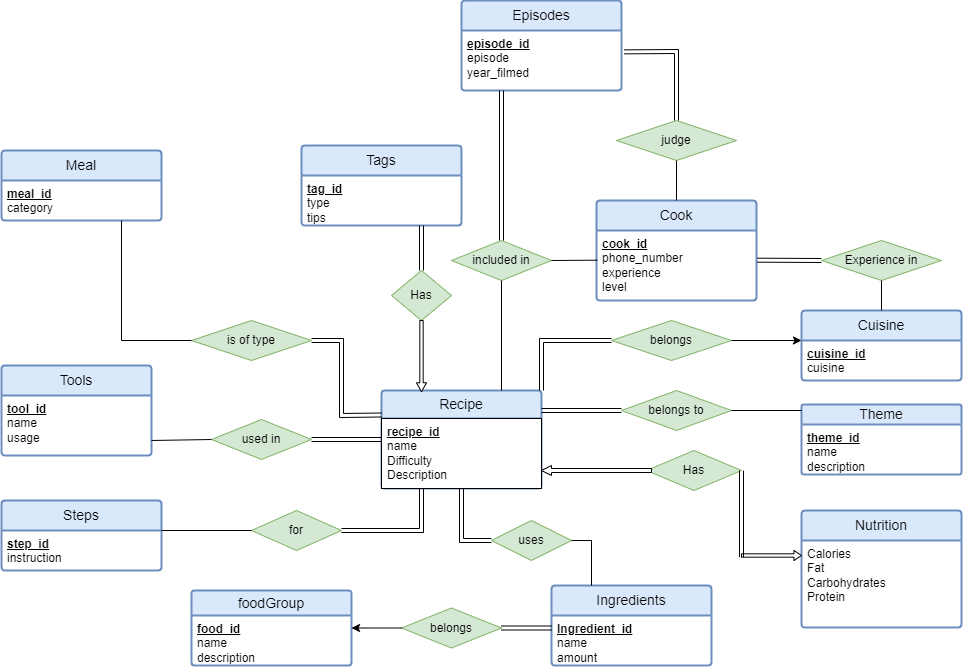 Episodes
episode_id
episode
year_filmed
judge
Meal
meal_id
category
Tags
tag_id
type
tips
Cook
cook_id
phone_number
experience
level
included in
Experience in
Has
is of type
belongs
Cuisine
cuisine_id
cuisine
Tools
tool_id
name
usage
used in
Recipe
recipe_id
name
Difficulty
Description
belongs to
Theme
theme_id
name
description
Has
Steps
step_id
instruction
for
uses
Nutrition
Calories
Fat
Carbohydrates
Protein
foodGroup
food_id
name
description
belongs
Ingredients
Ingredient_id
name
amount